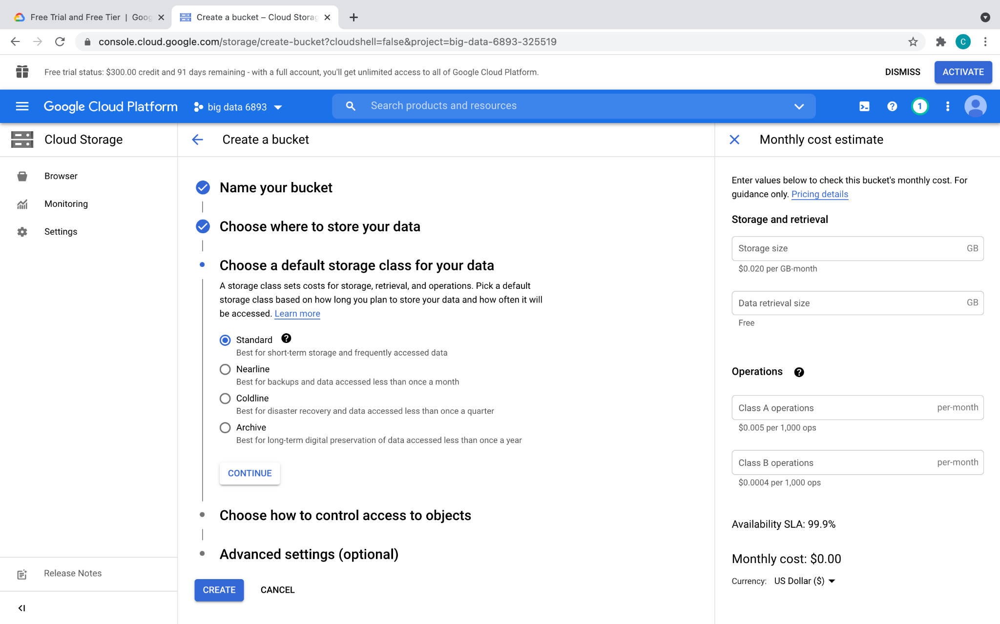 Free Trial and Free Tier | Goog
Create a bucket – Cloud Storag
console.cloud.google.com/storage/create-bucket?cloudshell=false&project=big-data-6893-325519
C
Free trial status: $300.00 credit and 91 days remaining - with a full account, you'll get unlimited access to all of Google Cloud Platform.
DISMISS
ACTIVATE
Google Cloud Platform
big data 6893
Search products and resources
1
Cloud Storage
Browser
Monitoring
Settings
Release Notes
Create a bucket
Name your bucket
Choose where to store your data
Choose a default storage class for your data
A storage class sets costs for storage, retrieval, and operations. Pick a default
storage class based on how long you plan to store your data and how often it will
be accessed. Learn more
Standard
Best for short-term storage and frequently accessed data
Nearline
Best for backups and data accessed less than once a month
Coldline
Best for disaster recovery and data accessed less than once a quarter
Archive
Best for long-term digital preservation of data accessed less than once a year
CONTINUE
Choose how to control access to objects
Advanced settings (optional)
CREATE
CANCEL
Monthly cost estimate
Enter values below to check this bucket's monthly cost. For
guidance only. Pricing details
Storage and retrieval
Storage size GB
$0.020 per GB-month
Data retrieval size GB
Free
Operations
Class A operations per-month
$0.005 per 1,000 ops
Class B operations per-month
$0.0004 per 1,000 ops
Availability SLA: 99.9%
Monthly cost: $0.00
Currency: US Dollar ($)